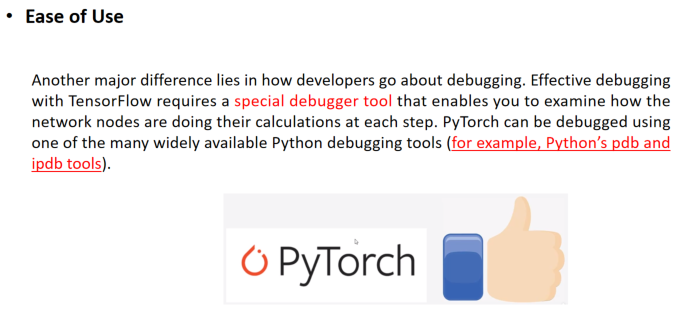 • Ease of Use
Another major difference lies in how developers go about debugging. Effective debugging
with TensorFlow requires a special debugger tool that enables you to examine how the
network nodes are doing their calculations at each step. PyTorch can be debugged using
one of the many widely available Python debugging tools (for example, Python’s pdb and
ipdb tools).
PyTorch